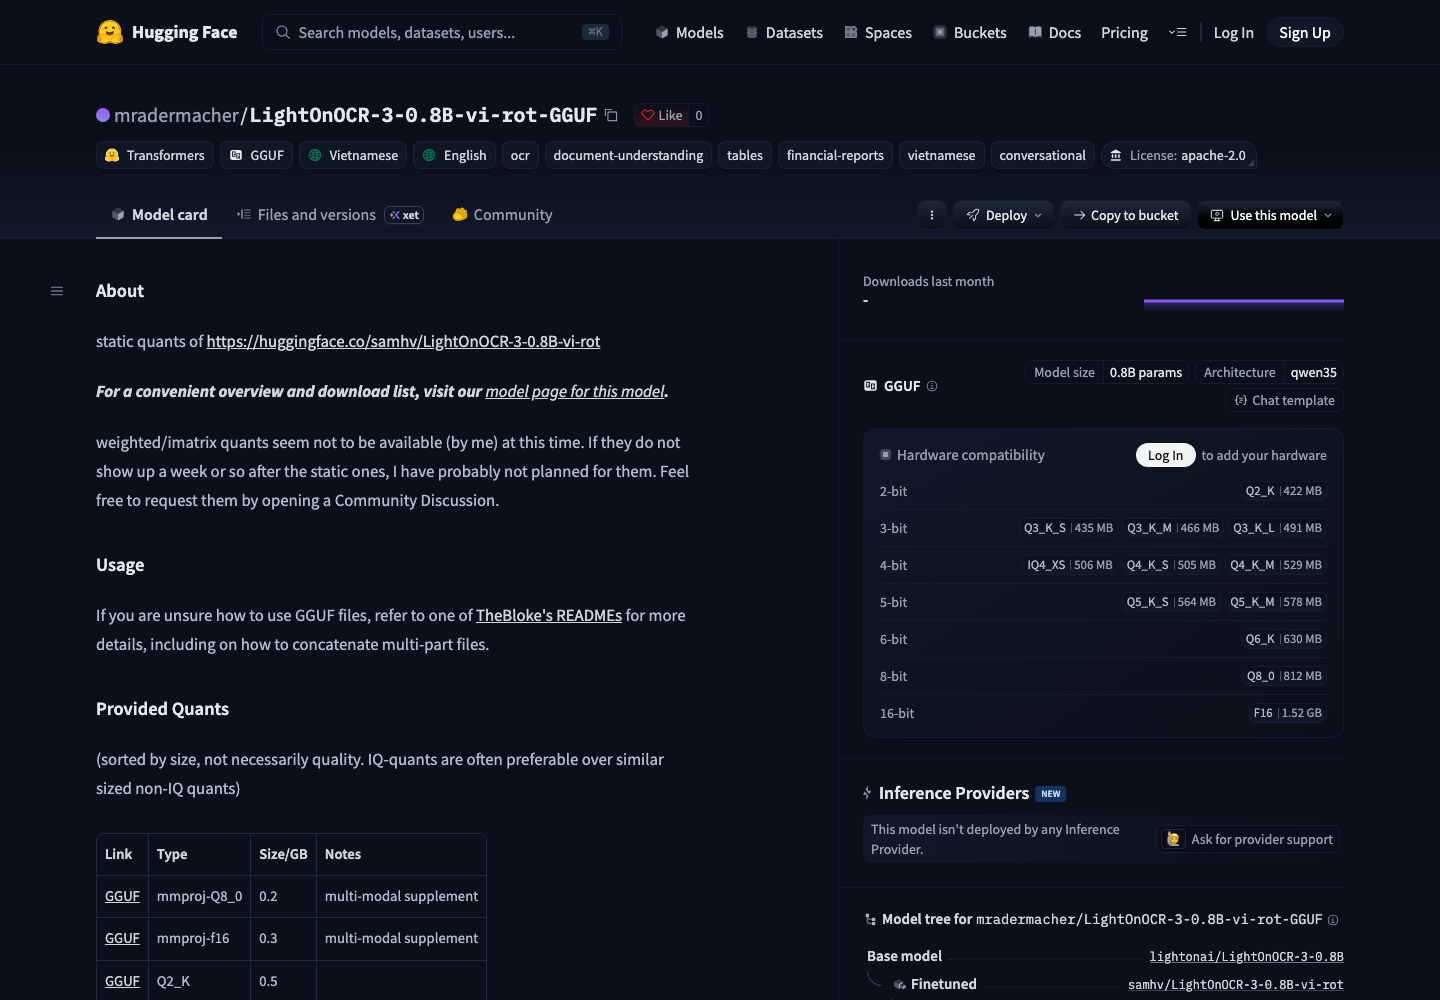 Hugging Face
Search models, datasets, users...
⌘K
Models
Datasets
Spaces
Buckets
Docs
Pricing
Log In
Sign Up
mradermacher/LightOnOCR-3-0.8B-vi-rot-GGUF
Like 0
Transformers
GGUF
Vietnamese
English
ocr
document-understanding
tables
financial-reports
vietnamese
conversational
License: apache-2.0
Model card
Files and versions
xet
Community
Deploy
Copy to bucket
Use this model
About
static quants of https://huggingface.co/samhv/LightOnOCR-3-0.8B-vi-rot
For a convenient overview and download list, visit our model page for this model.
weighted/imatrix quants seem not to be available (by me) at this time. If they do not
show up a week or so after the static ones, I have probably not planned for them. Feel
free to request them by opening a Community Discussion.
Usage
If you are unsure how to use GGUF files, refer to one of TheBloke's READMEs for more
details, including on how to concatenate multi-part files.
Provided Quants
(sorted by size, not necessarily quality. IQ-quants are often preferable over similar
sized non-IQ quants)
Link Type Size/GB Notes
GGUF mmproj-Q8_0 0.2 multi-modal supplement
GGUF mmproj-f16 0.3 multi-modal supplement
GGUF Q2_K 0.5
Downloads last month
-
GGUF
Model size 0.8B params
Architecture qwen35
Chat template
Hardware compatibility
Log In to add your hardware
2-bit Q2_K 422 MB
3-bit Q3_K_S 435 MB Q3_K_M 466 MB Q3_K_L 491 MB
4-bit IQ4_XS 506 MB Q4_K_S 505 MB Q4_K_M 529 MB
5-bit Q5_K_S 564 MB Q5_K_M 578 MB
6-bit Q6_K 630 MB
8-bit Q8_0 812 MB
16-bit F16 1.52 GB
Inference Providers NEW
This model isn't deployed by any Inference
Provider.
Ask for provider support
Model tree for mradermacher/LightOnOCR-3-0.8B-vi-rot-GGUF
Base model lightonai/LightOnOCR-3-0.8B
Finetuned samhv/LightOnOCR-3-0.8B-vi-rot